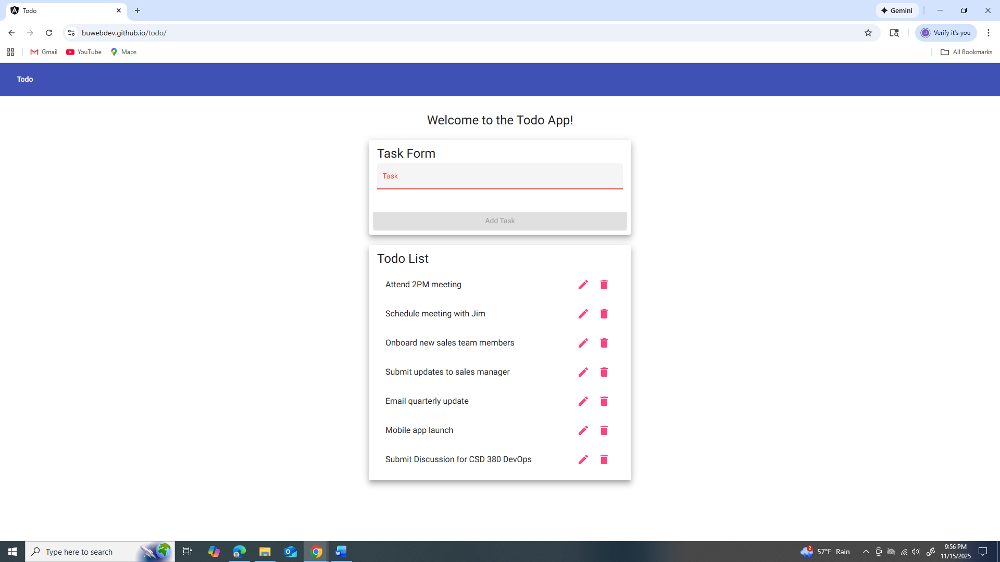 Todo
Gemini
buwebdev.github.io/todo/
Verify it's you
Gmail
YouTube
Maps
All Bookmarks
Todo
Welcome to the Todo App!
Task Form
Task
Add Task
Todo List
Attend 2PM meeting
Schedule meeting with Jim
Onboard new sales team members
Submit updates to sales manager
Email quarterly update
Mobile app launch
Submit Discussion for CSD 380 DevOps
Type here to search
2
57°F Rain
9:56 PM
11/15/2025